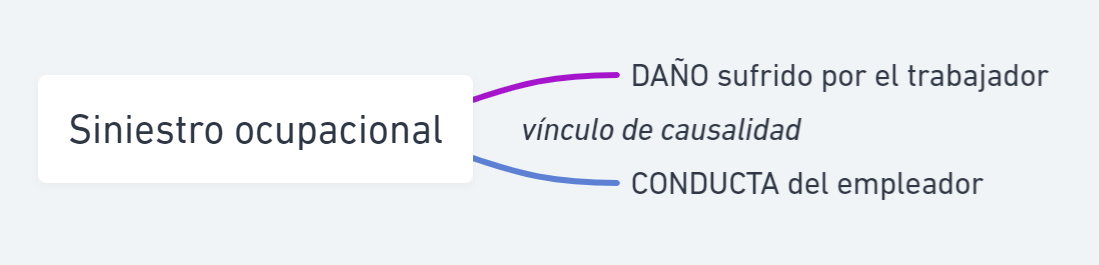 DAÑO sufrido por el trabajador
Siniestro ocupacional
vínculo de causalidad
CONDUCTA del empleador